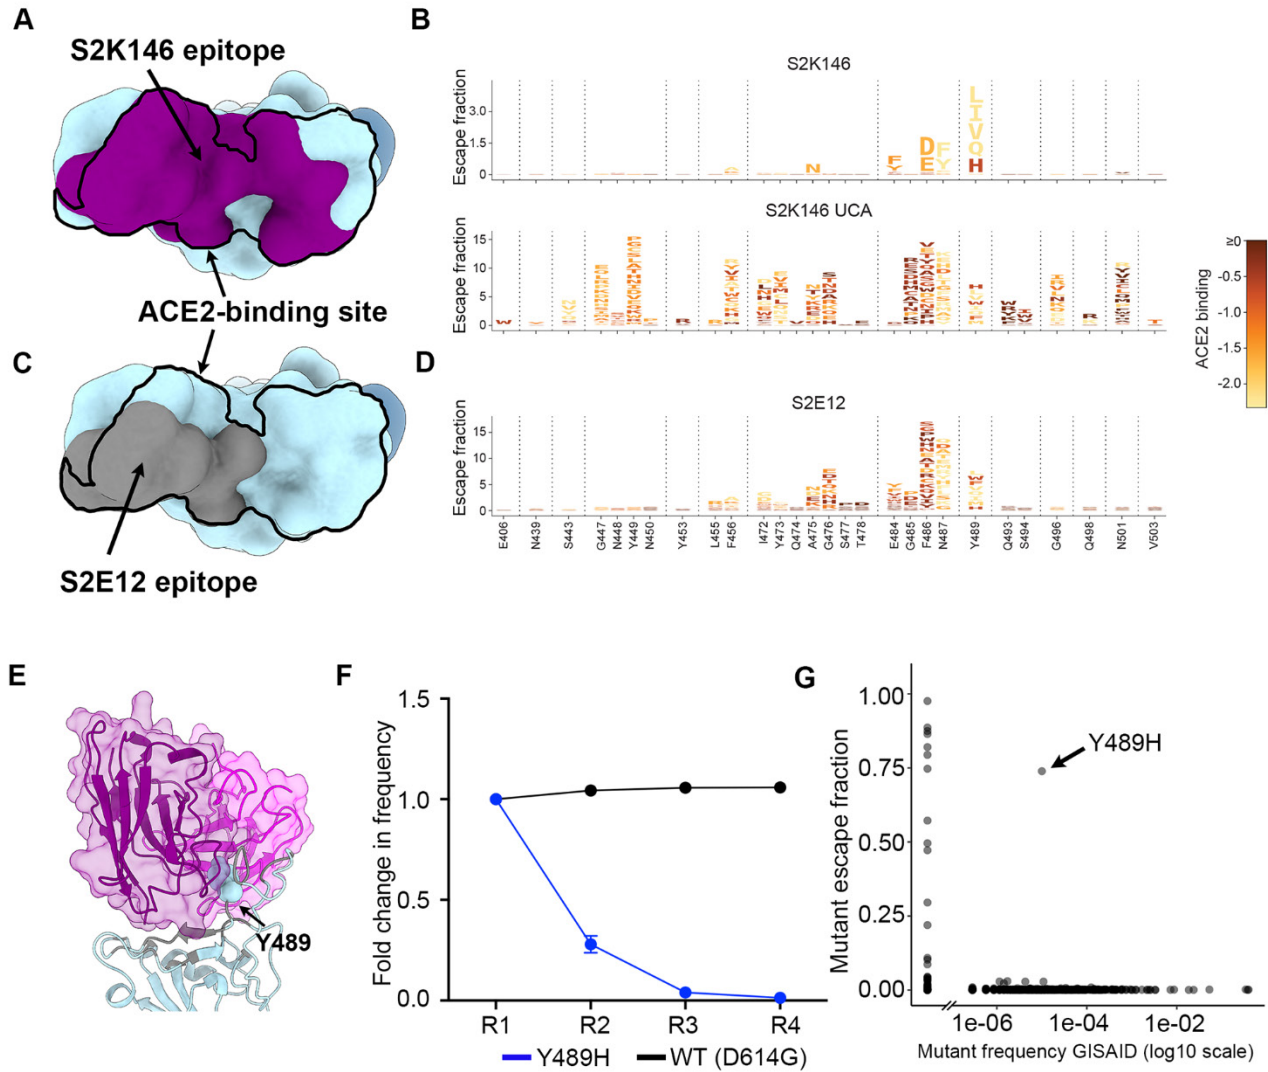 A
S2K146 epitope
ACE2-binding site
B
S2K146
Escape fraction
3.0
1.5
0
L
I
V
Q
H
F
D
E
F
Y
N
S2K146 UCA
Escape fraction
15
10
5
0
≥0
-0.5
-1.0
-1.5
-2.0
ACE2 binding
C
S2E12 epitope
D
S2E12
Escape fraction
15
10
5
0
E406
N439
S443
G447
N448
Y449
N450
Y453
L455
F456
I472
Y473
Q474
A475
G476
S477
T478
E484
G485
F486
N487
Y489
Q493
S494
G496
Q498
N501
V503
E
Y489
F
Fold change in frequency
1.5
1.0
0.5
0.0
R1 R2 R3 R4
Y489H WT (D614G)
G
Mutant escape fraction
1.00
0.75
0.50
0.25
0.00
Y489H
1e-06 1e-04 1e-02
Mutant frequency GISAID (log10 scale)